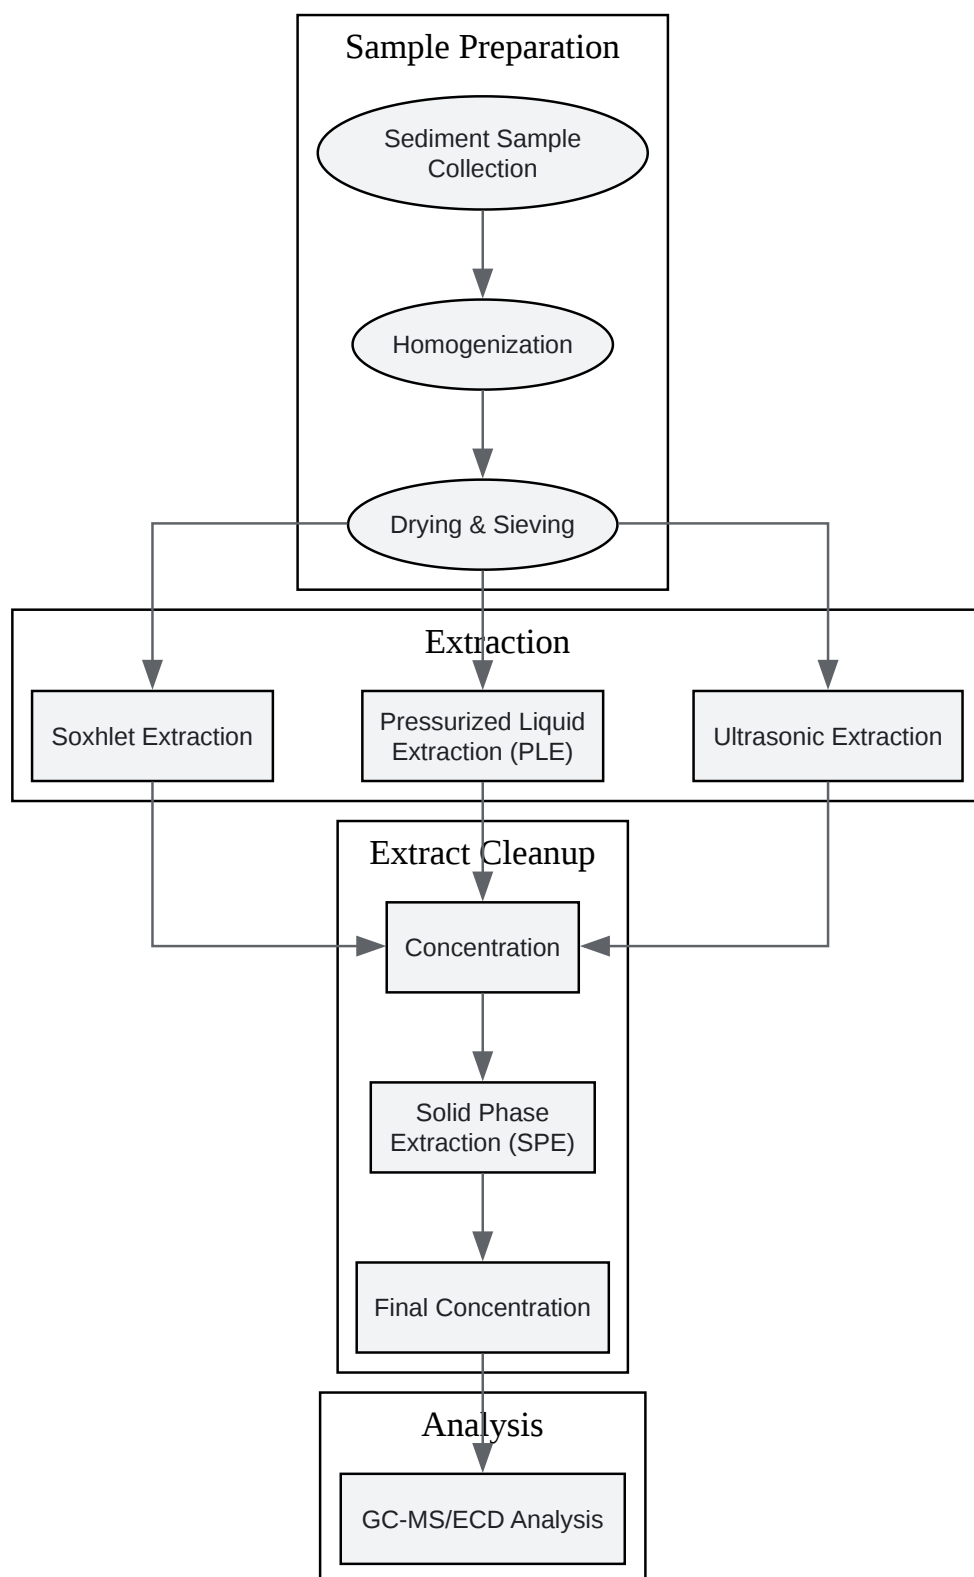 Sample Preparation
Sediment Sample
Collection
Homogenization
Drying & Sieving
Extraction
Soxhlet Extraction
Pressurized Liquid
Extraction (PLE)
Ultrasonic Extraction
Extract Cleanup
Concentration
Solid Phase
Extraction (SPE)
Final Concentration
Analysis
GC-MS/ECD Analysis